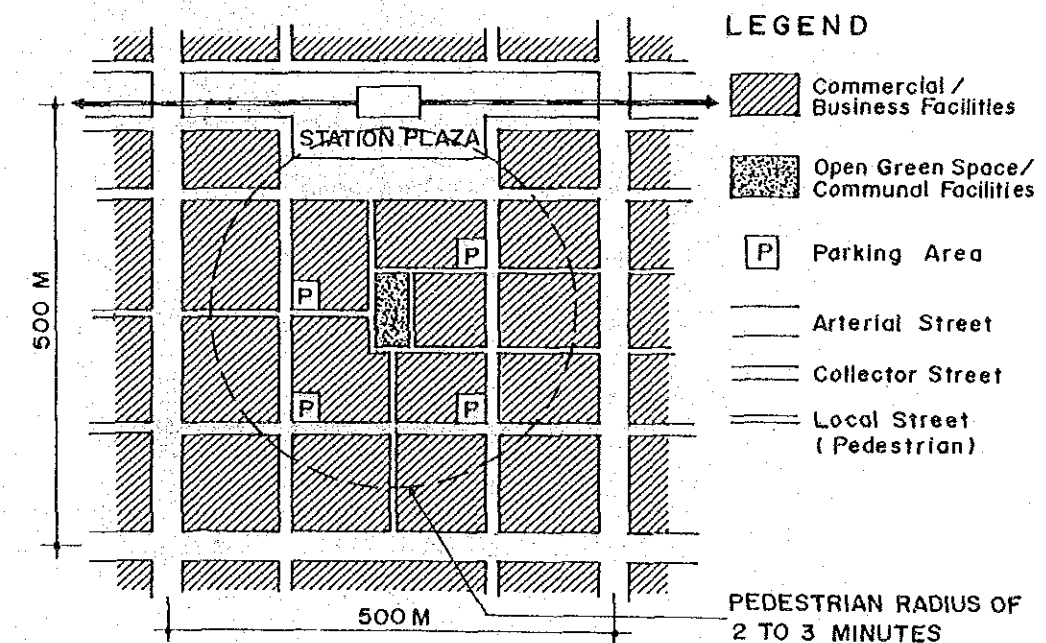 LEGEND
Commercial /
Business Facilities
STATION PLAZA
Open Green Space/
Communal Facilities
P
P
P Parking Area
500 M
Arterial Street
Collector Street
P
P
Local Street
( Pedestrian)
500 M
PEDESTRIAN RADIUS OF
2 TO 3 MINUTES